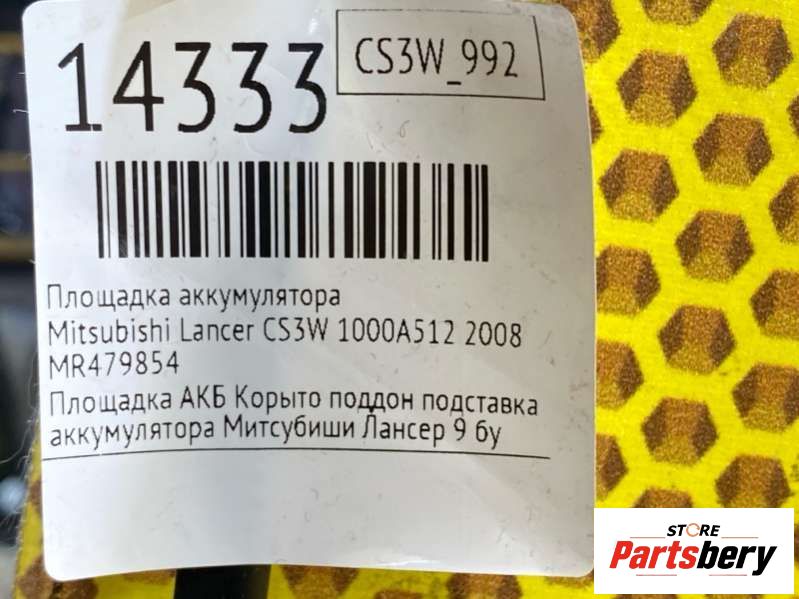 14333
CS3W_992
Площадка аккумулятора
Mitsubishi Lancer CS3W 1000A512 2008
MR479854
Площадка АКБ Корыто поддон подставка
аккумулятора Митсубиши Лансер 9 бу
STORE
Partsbery